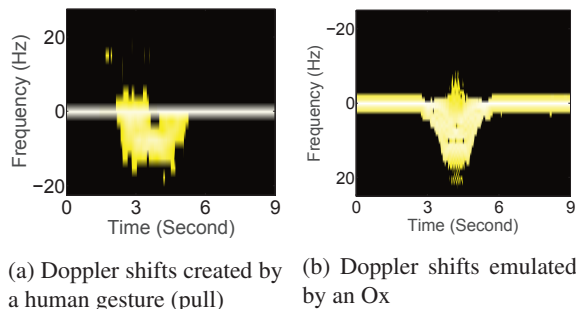 20
0
−20
Frequency (Hz)
0 3 6 9
Time (Second)
−20
0
20
Frequency (Hz)
0 3 6 9
Time (Second)
(a) Doppler shifts created by
a human gesture (pull)
(b) Doppler shifts emulated
by an Ox